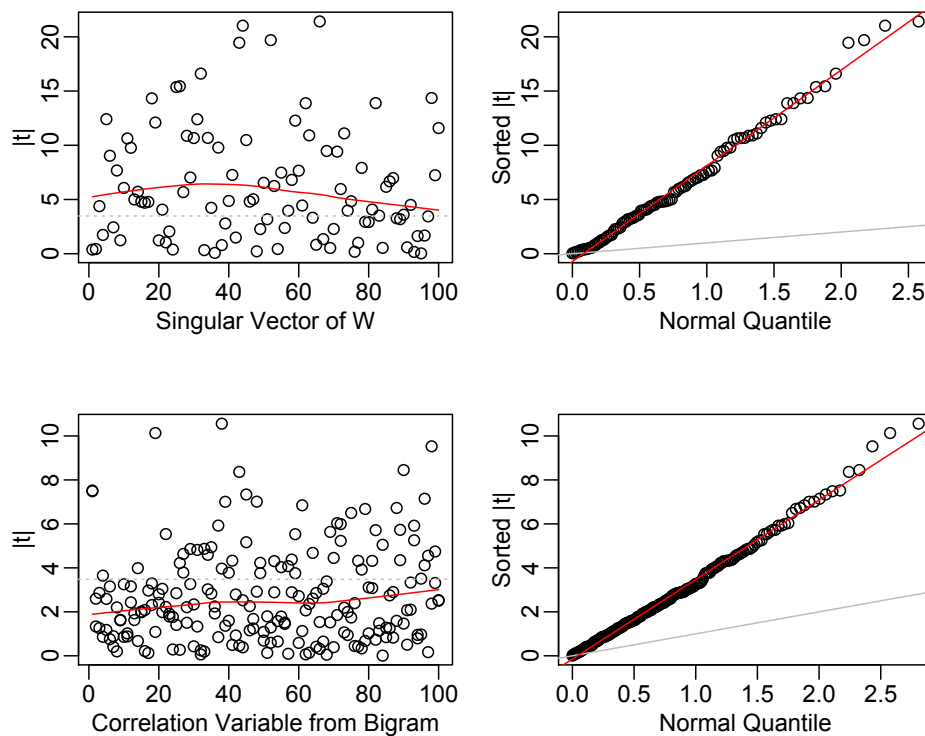 |t|
0 5 10 15 20
0 20 40 60 80 100
Singular Vector of W
Sorted |t|
0 5 10 15 20
0.0 0.5 1.0 1.5 2.0 2.5
Normal Quantile
|t|
0 2 4 6 8 10
0 20 40 60 80 100
Correlation Variable from Bigram
Sorted |t|
0 2 4 6 8 10
0.0 0.5 1.0 1.5 2.0 2.5
Normal Quantile